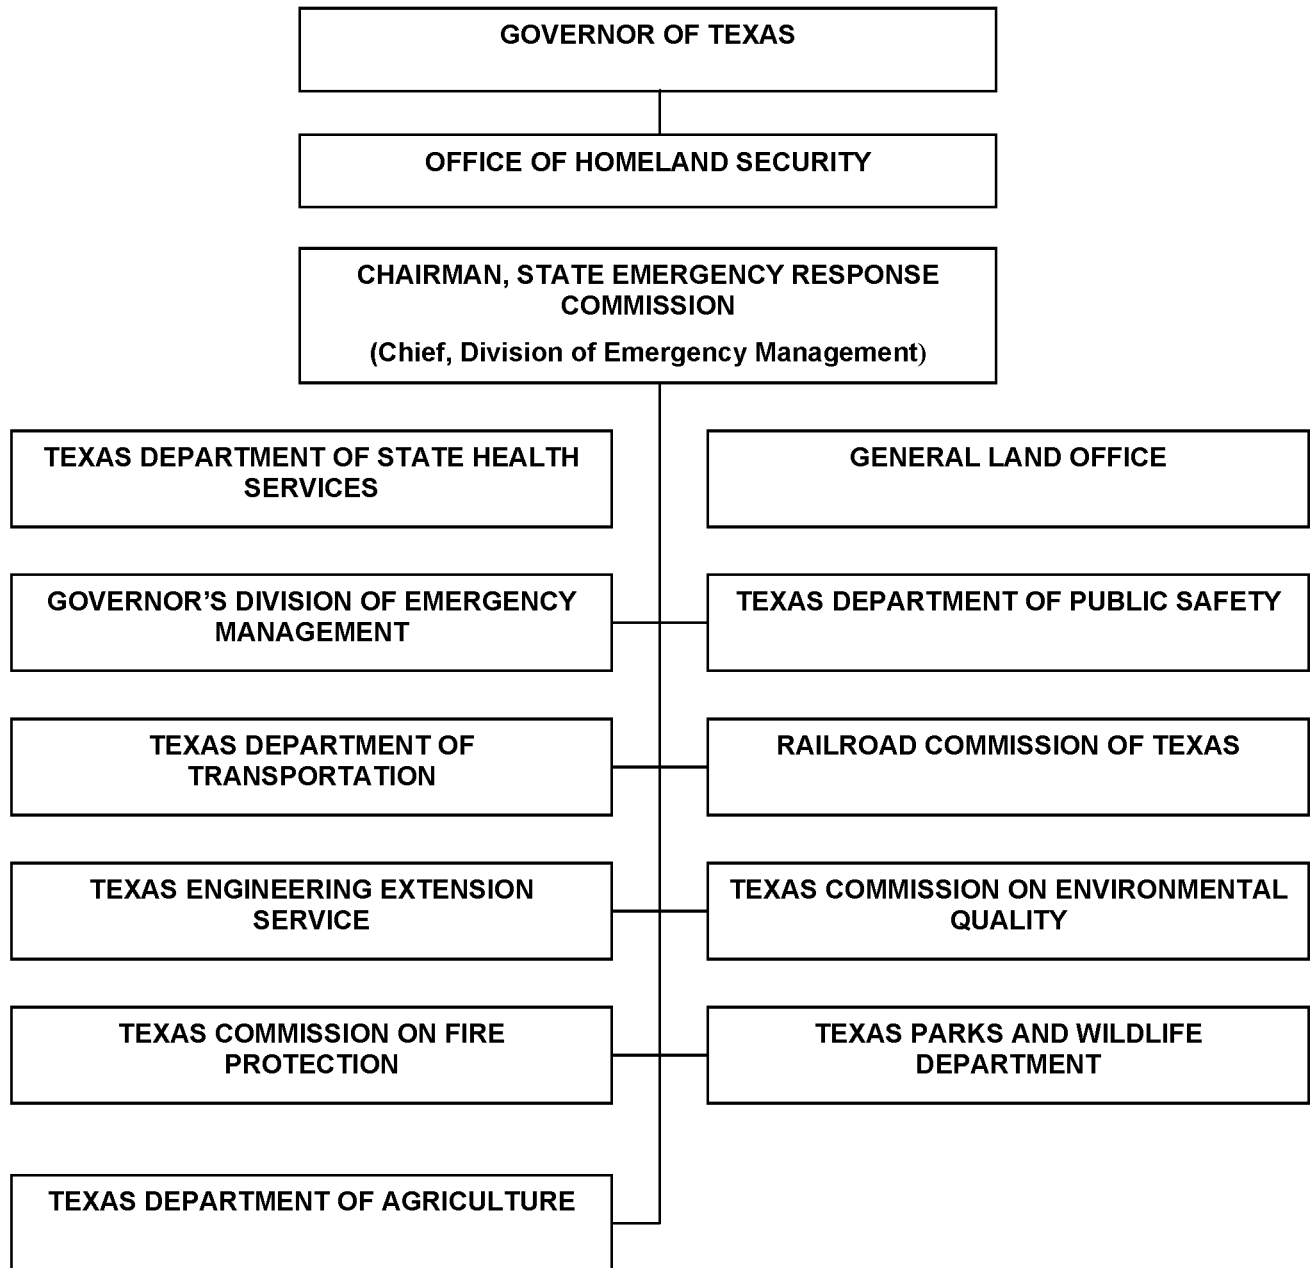 GOVERNOR OF TEXAS
OFFICE OF HOMELAND SECURITY
CHAIRMAN, STATE EMERGENCY RESPONSE
COMMISSION
(Chief, Division of Emergency Management)
TEXAS DEPARTMENT OF STATE HEALTH
SERVICES
GENERAL LAND OFFICE
GOVERNOR’S DIVISION OF EMERGENCY
MANAGEMENT
TEXAS DEPARTMENT OF PUBLIC SAFETY
TEXAS DEPARTMENT OF
TRANSPORTATION
RAILROAD COMMISSION OF TEXAS
TEXAS ENGINEERING EXTENSION
SERVICE
TEXAS COMMISSION ON ENVIRONMENTAL
QUALITY
TEXAS COMMISSION ON FIRE
PROTECTION
TEXAS PARKS AND WILDLIFE
DEPARTMENT
TEXAS DEPARTMENT OF AGRICULTURE